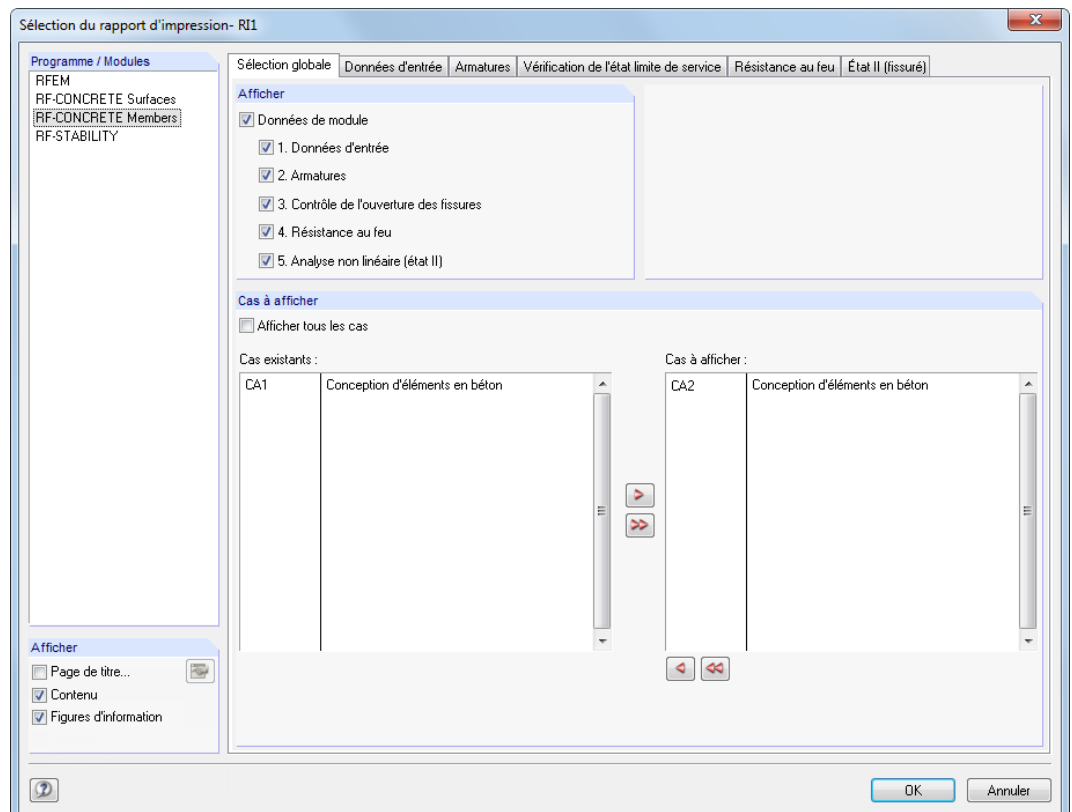 Sélection du rapport d'impression- RI1
Programme / Modules
RFEM
RF-CONCRETE Surfaces
RF-CONCRETE Members
RF-STABILITY
Sélection globale
Données d'entrée
Armatures
Vérification de l'état limite de service
Résistance au feu
État II (fissuré)
Afficher
Données de module
1. Données d'entrée
2. Armatures
3. Contrôle de l'ouverture des fissures
4. Résistance au feu
5. Analyse non linéaire (état II)
Cas à afficher
Afficher tous les cas
Cas existants :
CA1 Conception d'éléments en béton
Cas à afficher :
CA2 Conception d'éléments en béton
Afficher
Page de titre...
Contenu
Figures d'information
OK
Annuler